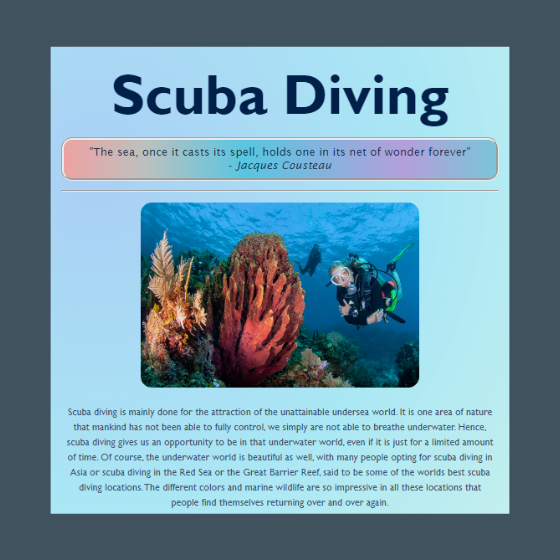 Scuba Diving
"The sea, once it casts its spell, holds one in its net of wonder forever"
- Jacques Cousteau
Scuba diving is mainly done for the attraction of the unattainable undersea world. It is one area of nature
that mankind has not been able to fully control, we simply are not able to breathe underwater. Hence,
scuba diving gives us an opportunity to be in that underwater world, even if it is just for a limited amount
of time. Of course, the underwater world is beautiful as well, with many people opting for scuba diving in
Asia or scuba diving in the Red Sea or the Great Barrier Reef, said to be some of the worlds best scuba
diving locations. The different colors and marine wildlife are so impressive in all these locations that
people find themselves returning over and over again.